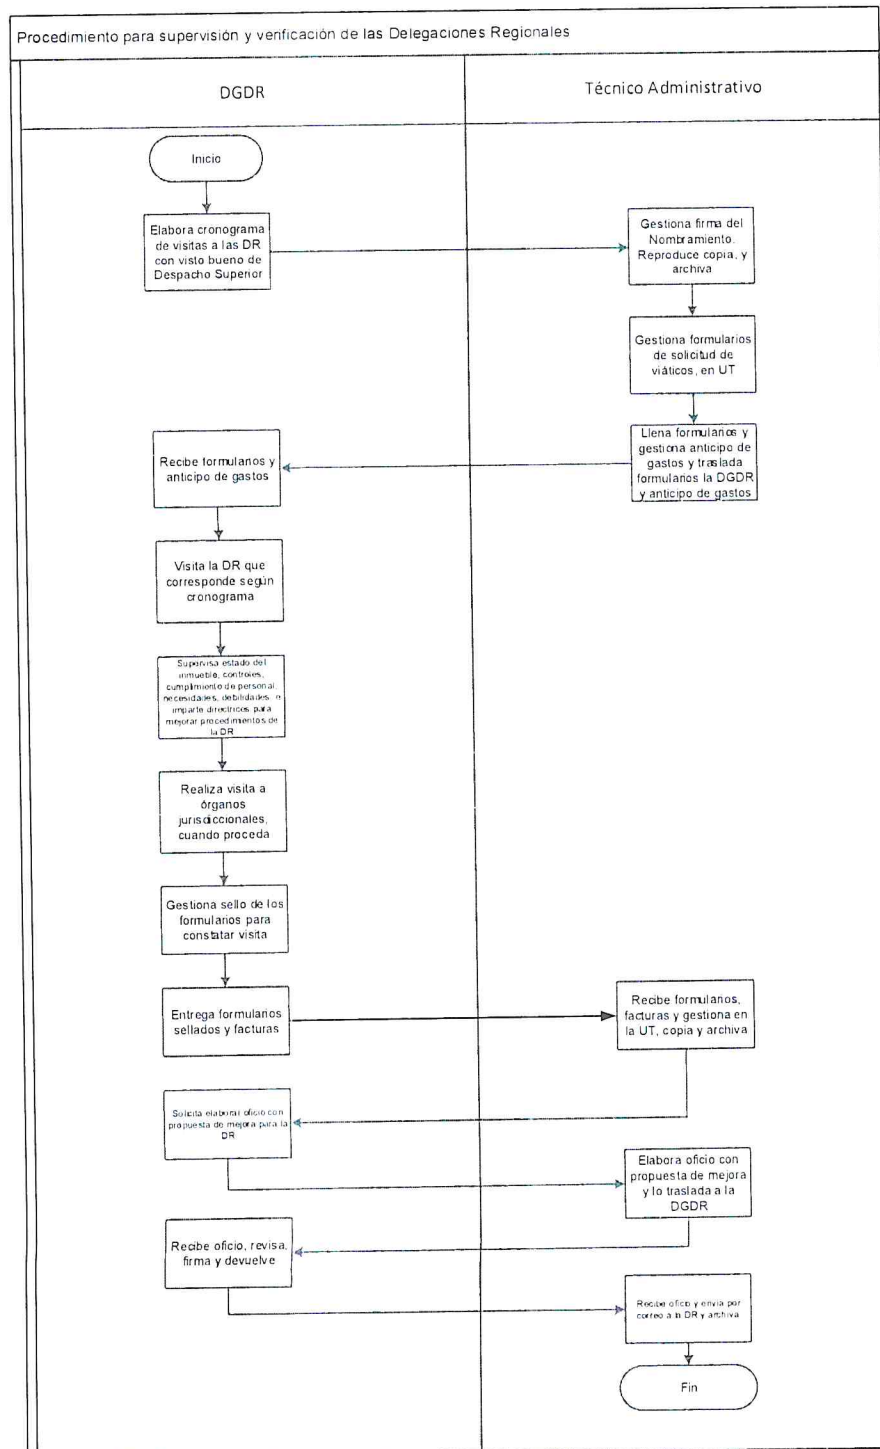 Procedimiento para supervisión y verificación de las Delegaciones Regionales
DGDR
Técnico Administrativo
Inicio
Elabora cronograma
de visitas a las DR
con visto bueno de
Despacho Superior
Gestiona firma del
Nombramiento.
Reproduce copia, y
archiva
Gestiona formularios
de solicitud de
viáticos, en UT
Llena formularios y
gestiona anticipo de
gastos y traslada
formularios la DGDR
y anticipo de gastos
Recibe formularios y
anticipo de gastos
Visita la DR que
corresponde según
cronograma
Supervisa estado del
inmueble, controles,
cumplimiento de personal,
necesidades, debilidades, e
imparte directrices para
mejorar procedimientos de
la DR
Realiza visita a
órganos
jurisdiccionales,
cuando proceda
Gestiona sello de los
formularios para
constatar visita
Entrega formularios
sellados y facturas
Recibe formularios,
facturas y gestiona en
la UT, copia y archiva
Solicita elaborar oficio con
propuesta de mejora para la
DR
Elabora oficio con
propuesta de mejora
y lo traslada a la
DGDR
Recibe oficio, revisa,
firma y devuelve
Recibe oficio y envia por
correo a la DR y archiva
Fin